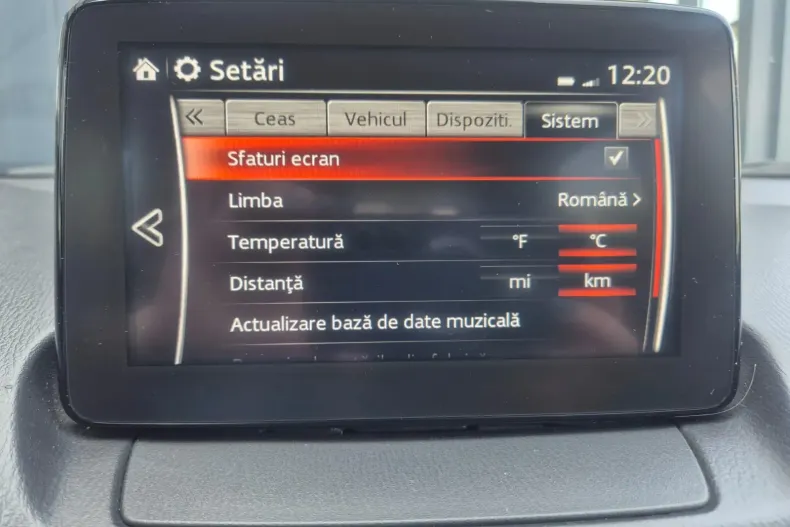 Setări 12:20
« Ceas Vehicul Dispoziti. Sistem »
Sfaturi ecran
Limba Română >
Temperatură °F °C
Distanţă mi km
Actualizare bază de date muzicală